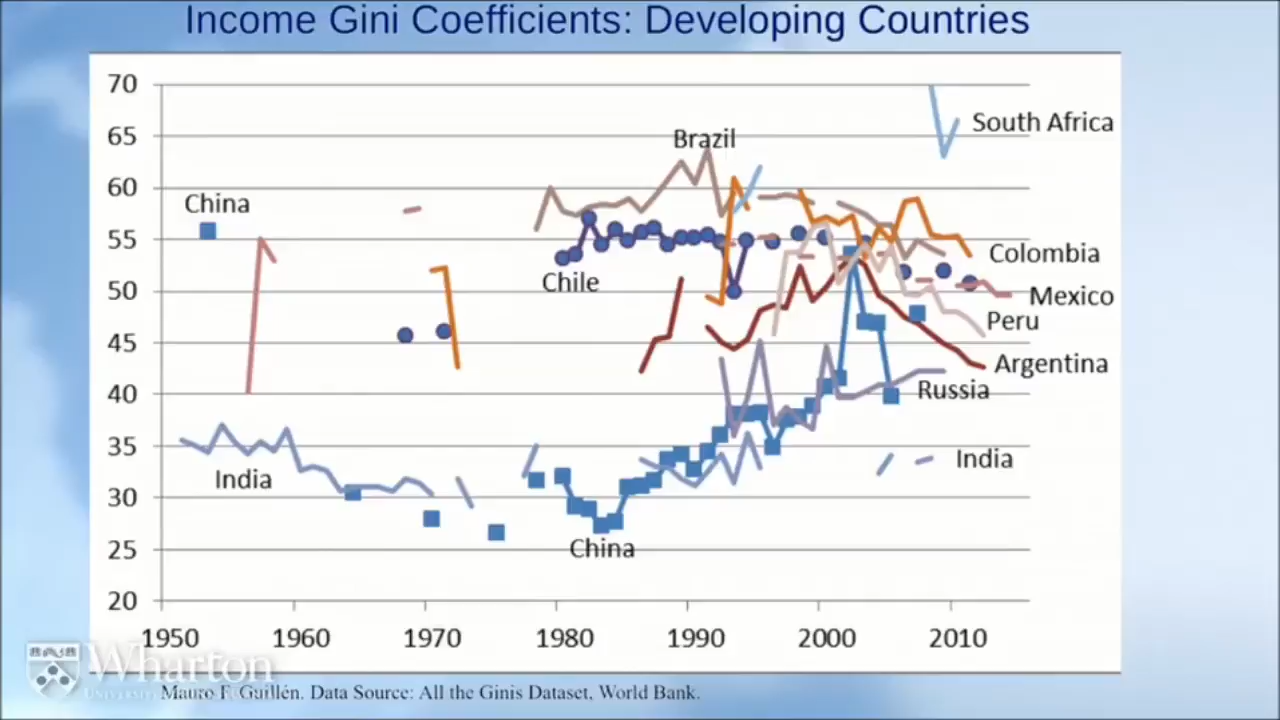 Income Gini Coefficients: Developing Countries
70
65
60
55
50
45
40
35
30
25
20
1950 1960 1970 1980 1990 2000 2010
South Africa
Brazil
China
Colombia
Chile
Mexico
Peru
Argentina
Russia
India
India
China
Wharton
Mauro F. Guillén. Data Source: All the Ginis Dataset, World Bank.